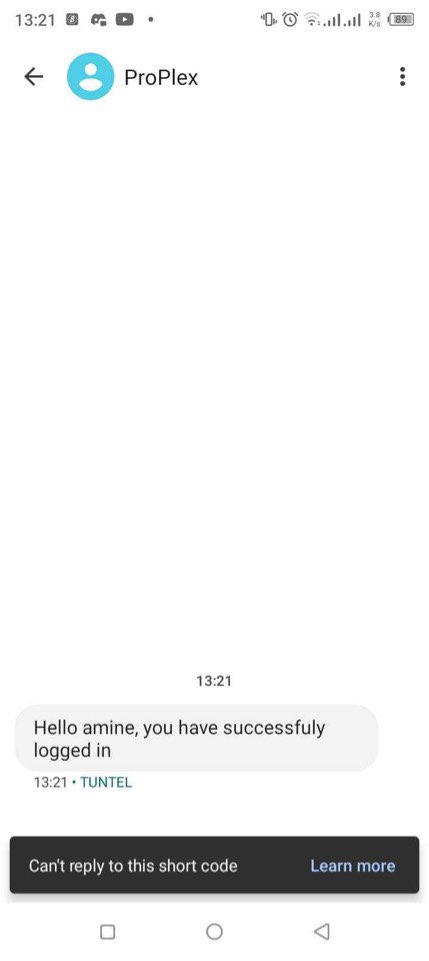 13:21
3.8
K/s
89
ProPlex
13:21
Hello amine, you have successfuly
logged in
13:21 • TUNTEL
Can't reply to this short code
Learn more